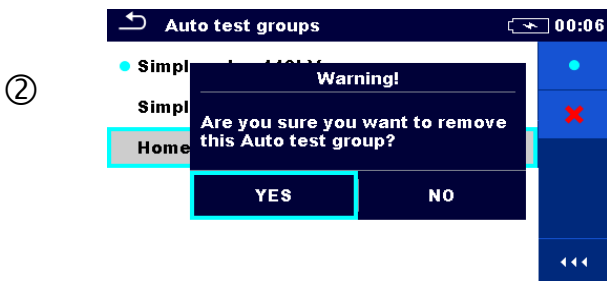 Auto test groups 00:06
②
Simpl
Simpl
Home
Warning!
Are you sure you want to remove
this Auto test group?
YES NO